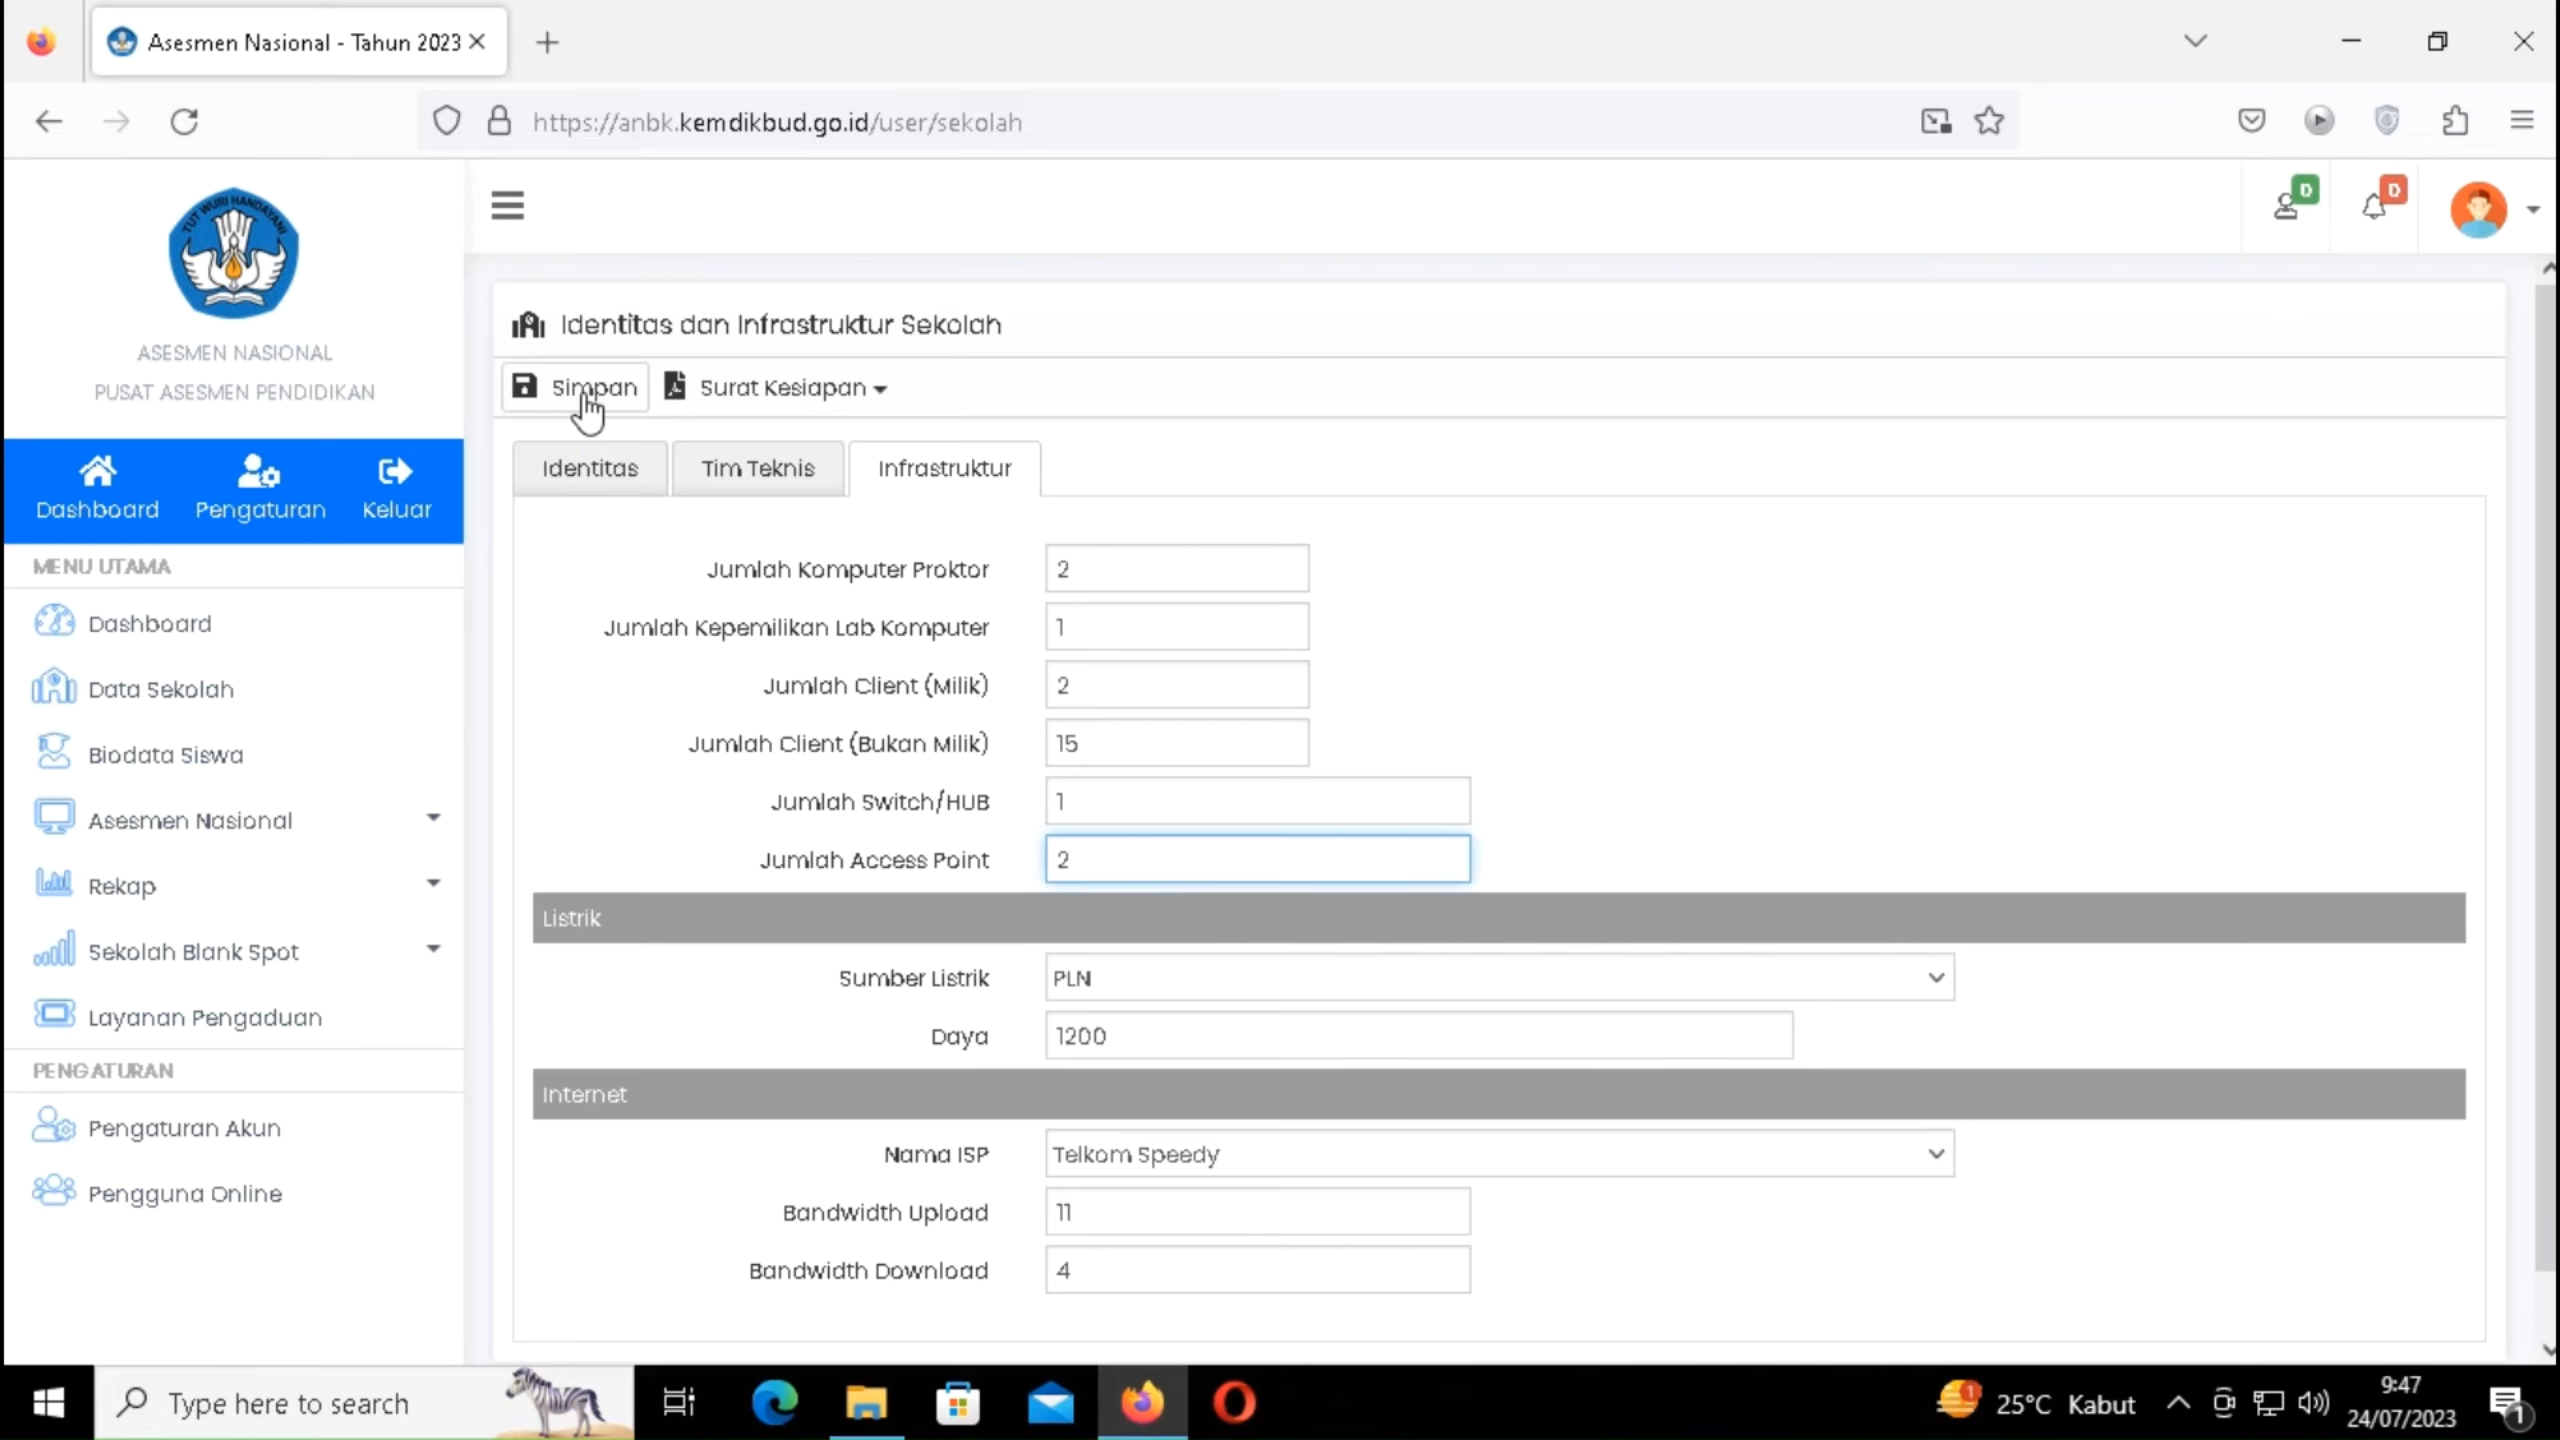 Asesmen Nasional - Tahun 2023
https://anbk.kemdikbud.go.id/user/sekolah
TUT WURI HANDAYANI
ASESMEN NASIONAL
PUSAT ASESMEN PENDIDIKAN
Dashboard
Pengaturan
Keluar
MENU UTAMA
Dashboard
Data Sekolah
Biodata Siswa
Asesmen Nasional
Rekap
Sekolah Blank Spot
Layanan Pengaduan
PENGATURAN
Pengaturan Akun
Pengguna Online
D
D
Identitas dan Infrastruktur Sekolah
Simpan
Surat Kesiapan
Identitas
Tim Teknis
Infrastruktur
Jumlah Komputer Proktor 2
Jumlah Kepemilikan Lab Komputer 1
Jumlah Client (Milik) 2
Jumlah Client (Bukan Milik) 15
Jumlah Switch/HUB 1
Jumlah Access Point 2
Listrik
Sumber Listrik PLN
Daya 1200
Internet
Nama ISP Telkom Speedy
Bandwidth Upload 11
Bandwidth Download 4
Type here to search
1
25°C Kabut
9:47
24/07/2023
1